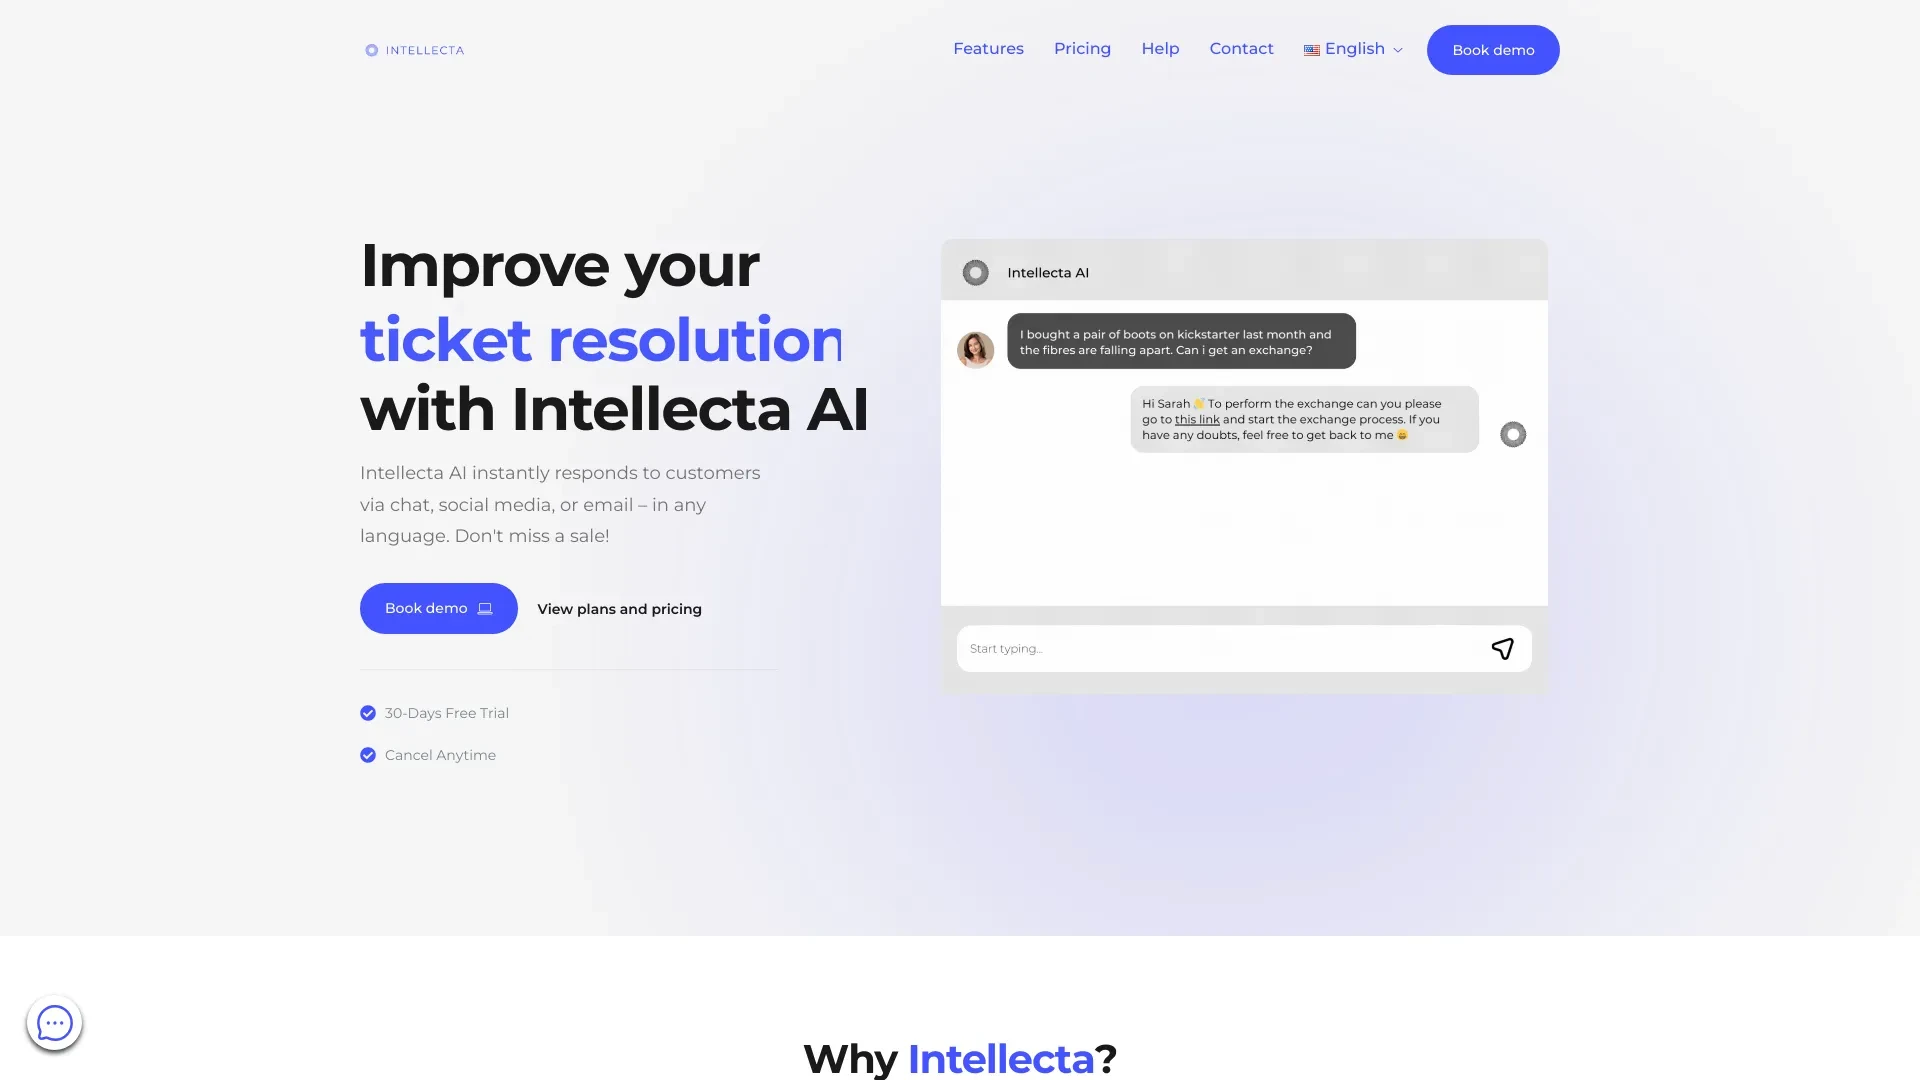 INTELLECTA
Features
Pricing
Help
Contact
English
Book demo
Improve your
ticket resolution
with Intellecta AI
Intellecta AI instantly responds to customers
via chat, social media, or email – in any
language. Don't miss a sale!
Book demo
View plans and pricing
30-Days Free Trial
Cancel Anytime
Intellecta AI
I bought a pair of boots on kickstarter last month and
the fibres are falling apart. Can i get an exchange?
Hi Sarah 👋 To perform the exchange can you please
go to this link and start the exchange process. If you
have any doubts, feel free to get back to me 😄
Start typing...
Why Intellecta?